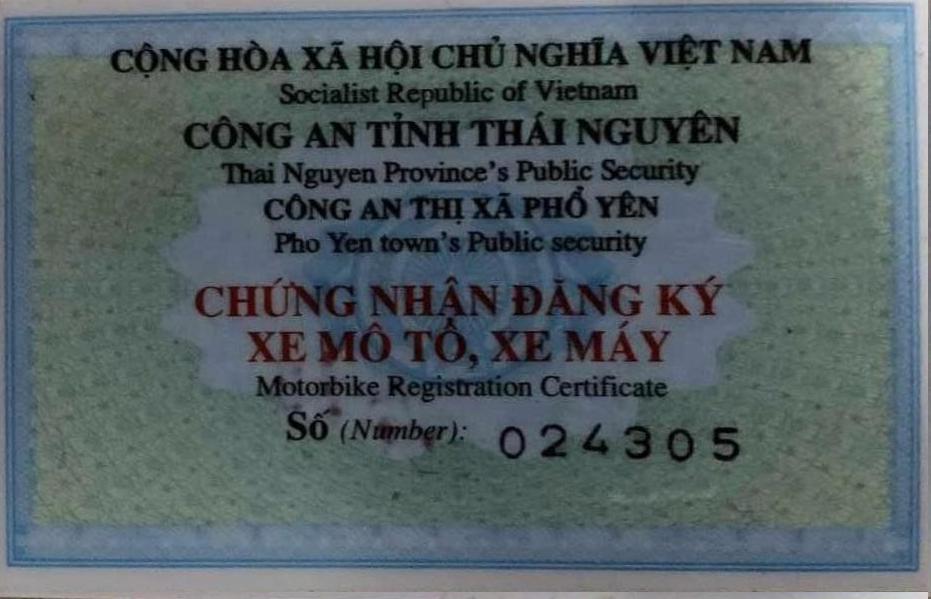 CỘNG HÒA XÃ HỘI CHỦ NGHĨA VIỆT NAM
Socialist Republic of Vietnam
CÔNG AN TỈNH THÁI NGUYÊN
Thai Nguyen Province's Public Security
CÔNG AN THỊ XÃ PHỔ YÊN
Pho Yen town's Public security
CHỨNG NHẬN ĐĂNG KÝ
XE MÔ TÔ, XE MÁY
Motorbike Registration Certificate
Số (Number): 024305